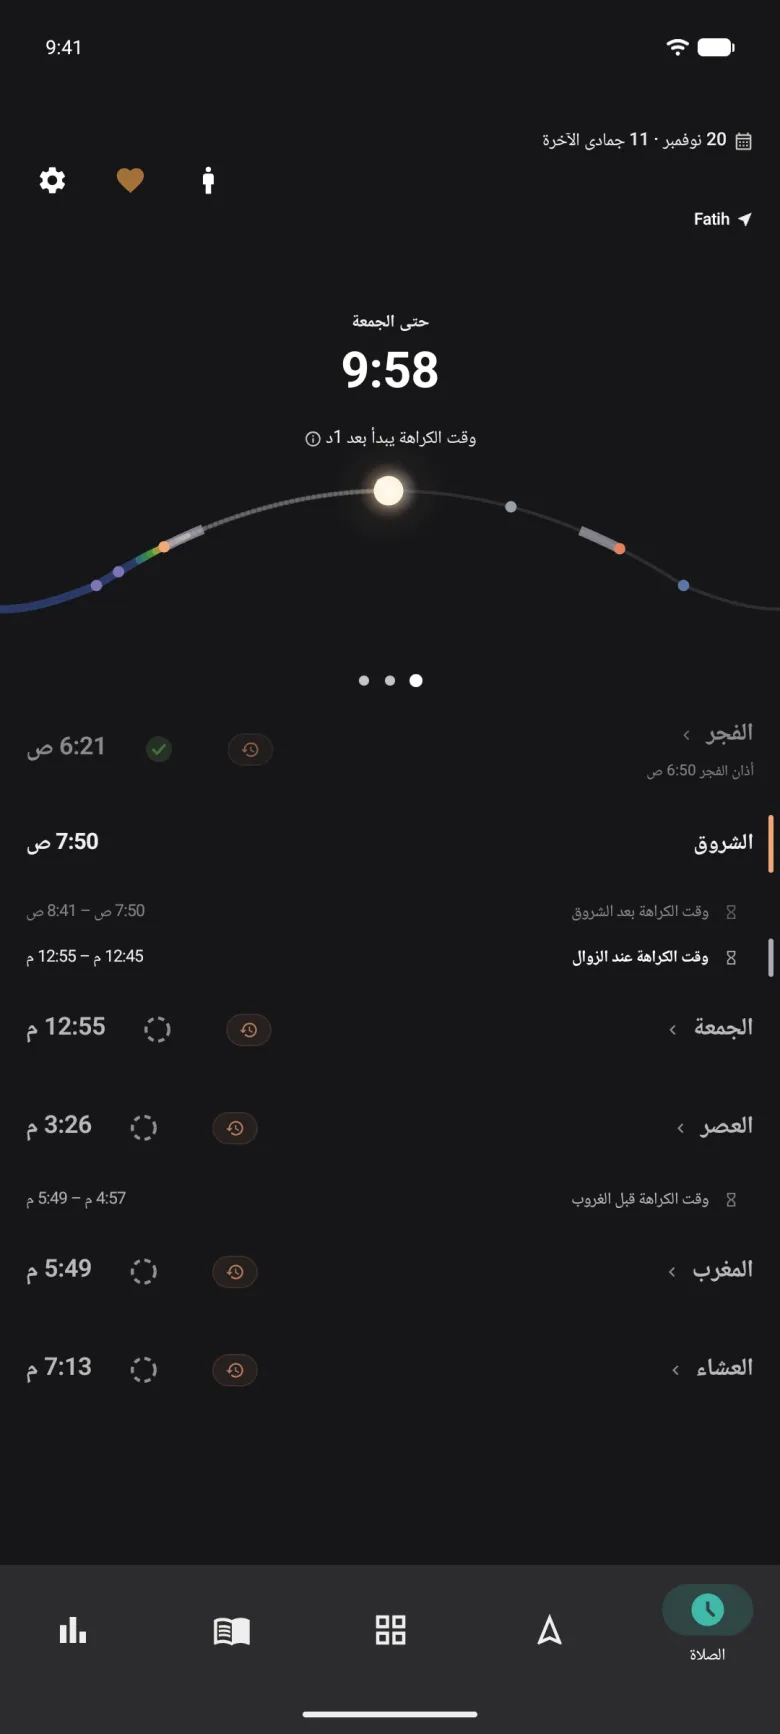 9:41
20 نوفمبر · 11 جمادى الآخرة
Fatih
حتى الجمعة
9:58
وقت الكراهة يبدأ بعد 1د
الفجر
6:21 ص
أذان الفجر 6:50 ص
الشروق
7:50 ص
وقت الكراهة بعد الشروق
7:50 ص – 8:41 ص
وقت الكراهة عند الزوال
12:45 م – 12:55 م
الجمعة
12:55 م
العصر
3:26 م
وقت الكراهة قبل الغروب
4:57 م – 5:49 م
المغرب
5:49 م
العشاء
7:13 م
الصلاة